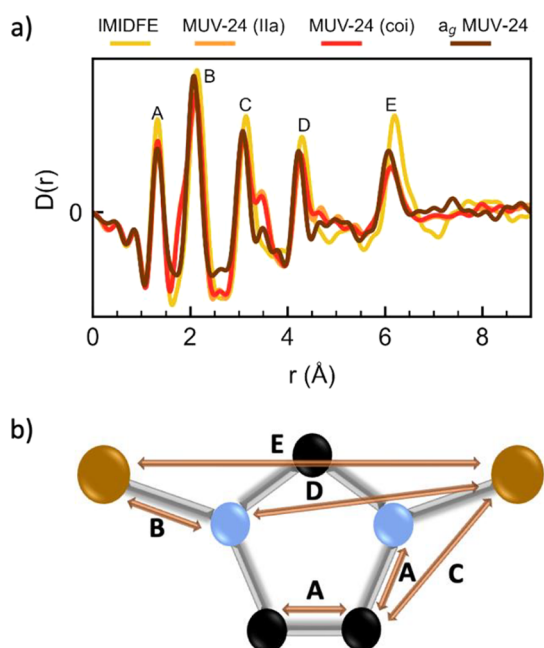 a)
IMIDFE MUV-24 (IIa) MUV-24 (coi) ag MUV-24
A
B
C
D
E
D(r)
0
0 2 4 6 8
r (Å)
b)
E
D
B
A
A
C